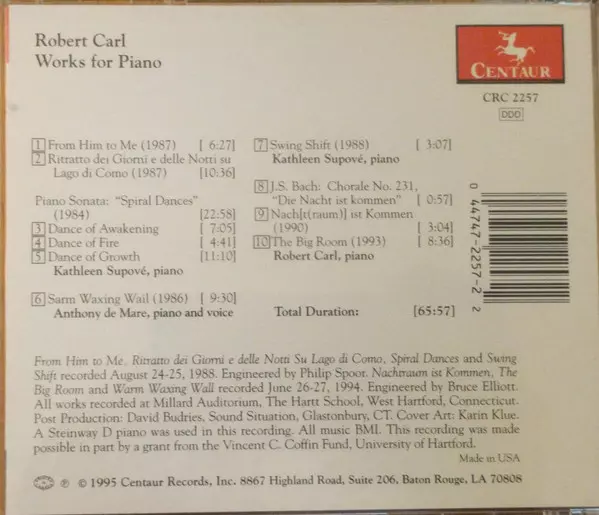 Robert Carl
Works for Piano
CENTAUR
CRC 2257
DDD
1 From Him to Me (1987) [ 6:27]
2 Ritratto dei Giorni e delle Notti su
Lago di Como (1987) [10:36]
Piano Sonata: "Spiral Dances"
(1984) [22:58]
3 Dance of Awakening [ 7:05]
4 Dance of Fire [ 4:41]
5 Dance of Growth [11:10]
Kathleen Supové, piano
6 Sarm Waxing Wail (1986) [ 9:30]
Anthony de Mare, piano and voice
7 Swing Shift (1988) [ 3:07]
Kathleen Supové, piano
8 J.S. Bach: Chorale No. 231,
"Die Nacht ist kommen" [ 0:57]
9 Nach[t(raum)] ist Kommen
(1990) [ 3:04]
10 The Big Room (1993) [ 8:36]
Robert Carl, piano
Total Duration: [65:57]
0 44747-2257-2 2
From Him to Me, Ritratto dei Giorni e delle Notti Su Lago di Como, Spiral Dances and Swing
Shift recorded August 24-25, 1988. Engineered by Philip Spoor. Nachtraum ist Kommen, The
Big Room and Warm Waxing Wall recorded June 26-27, 1994. Engineered by Bruce Elliott.
All works recorded at Millard Auditorium, The Hartt School, West Hartford, Connecticut.
Post Production: David Budries, Sound Situation, Glastonbury, CT. Cover Art: Karin Klue.
A Steinway D piano was used in this recording. All music BMI. This recording was made
possible in part by a grant from the Vincent C. Coffin Fund, University of Hartford.
Made in USA
℗ © 1995 Centaur Records, Inc. 8867 Highland Road, Suite 206, Baton Rouge, LA 70808